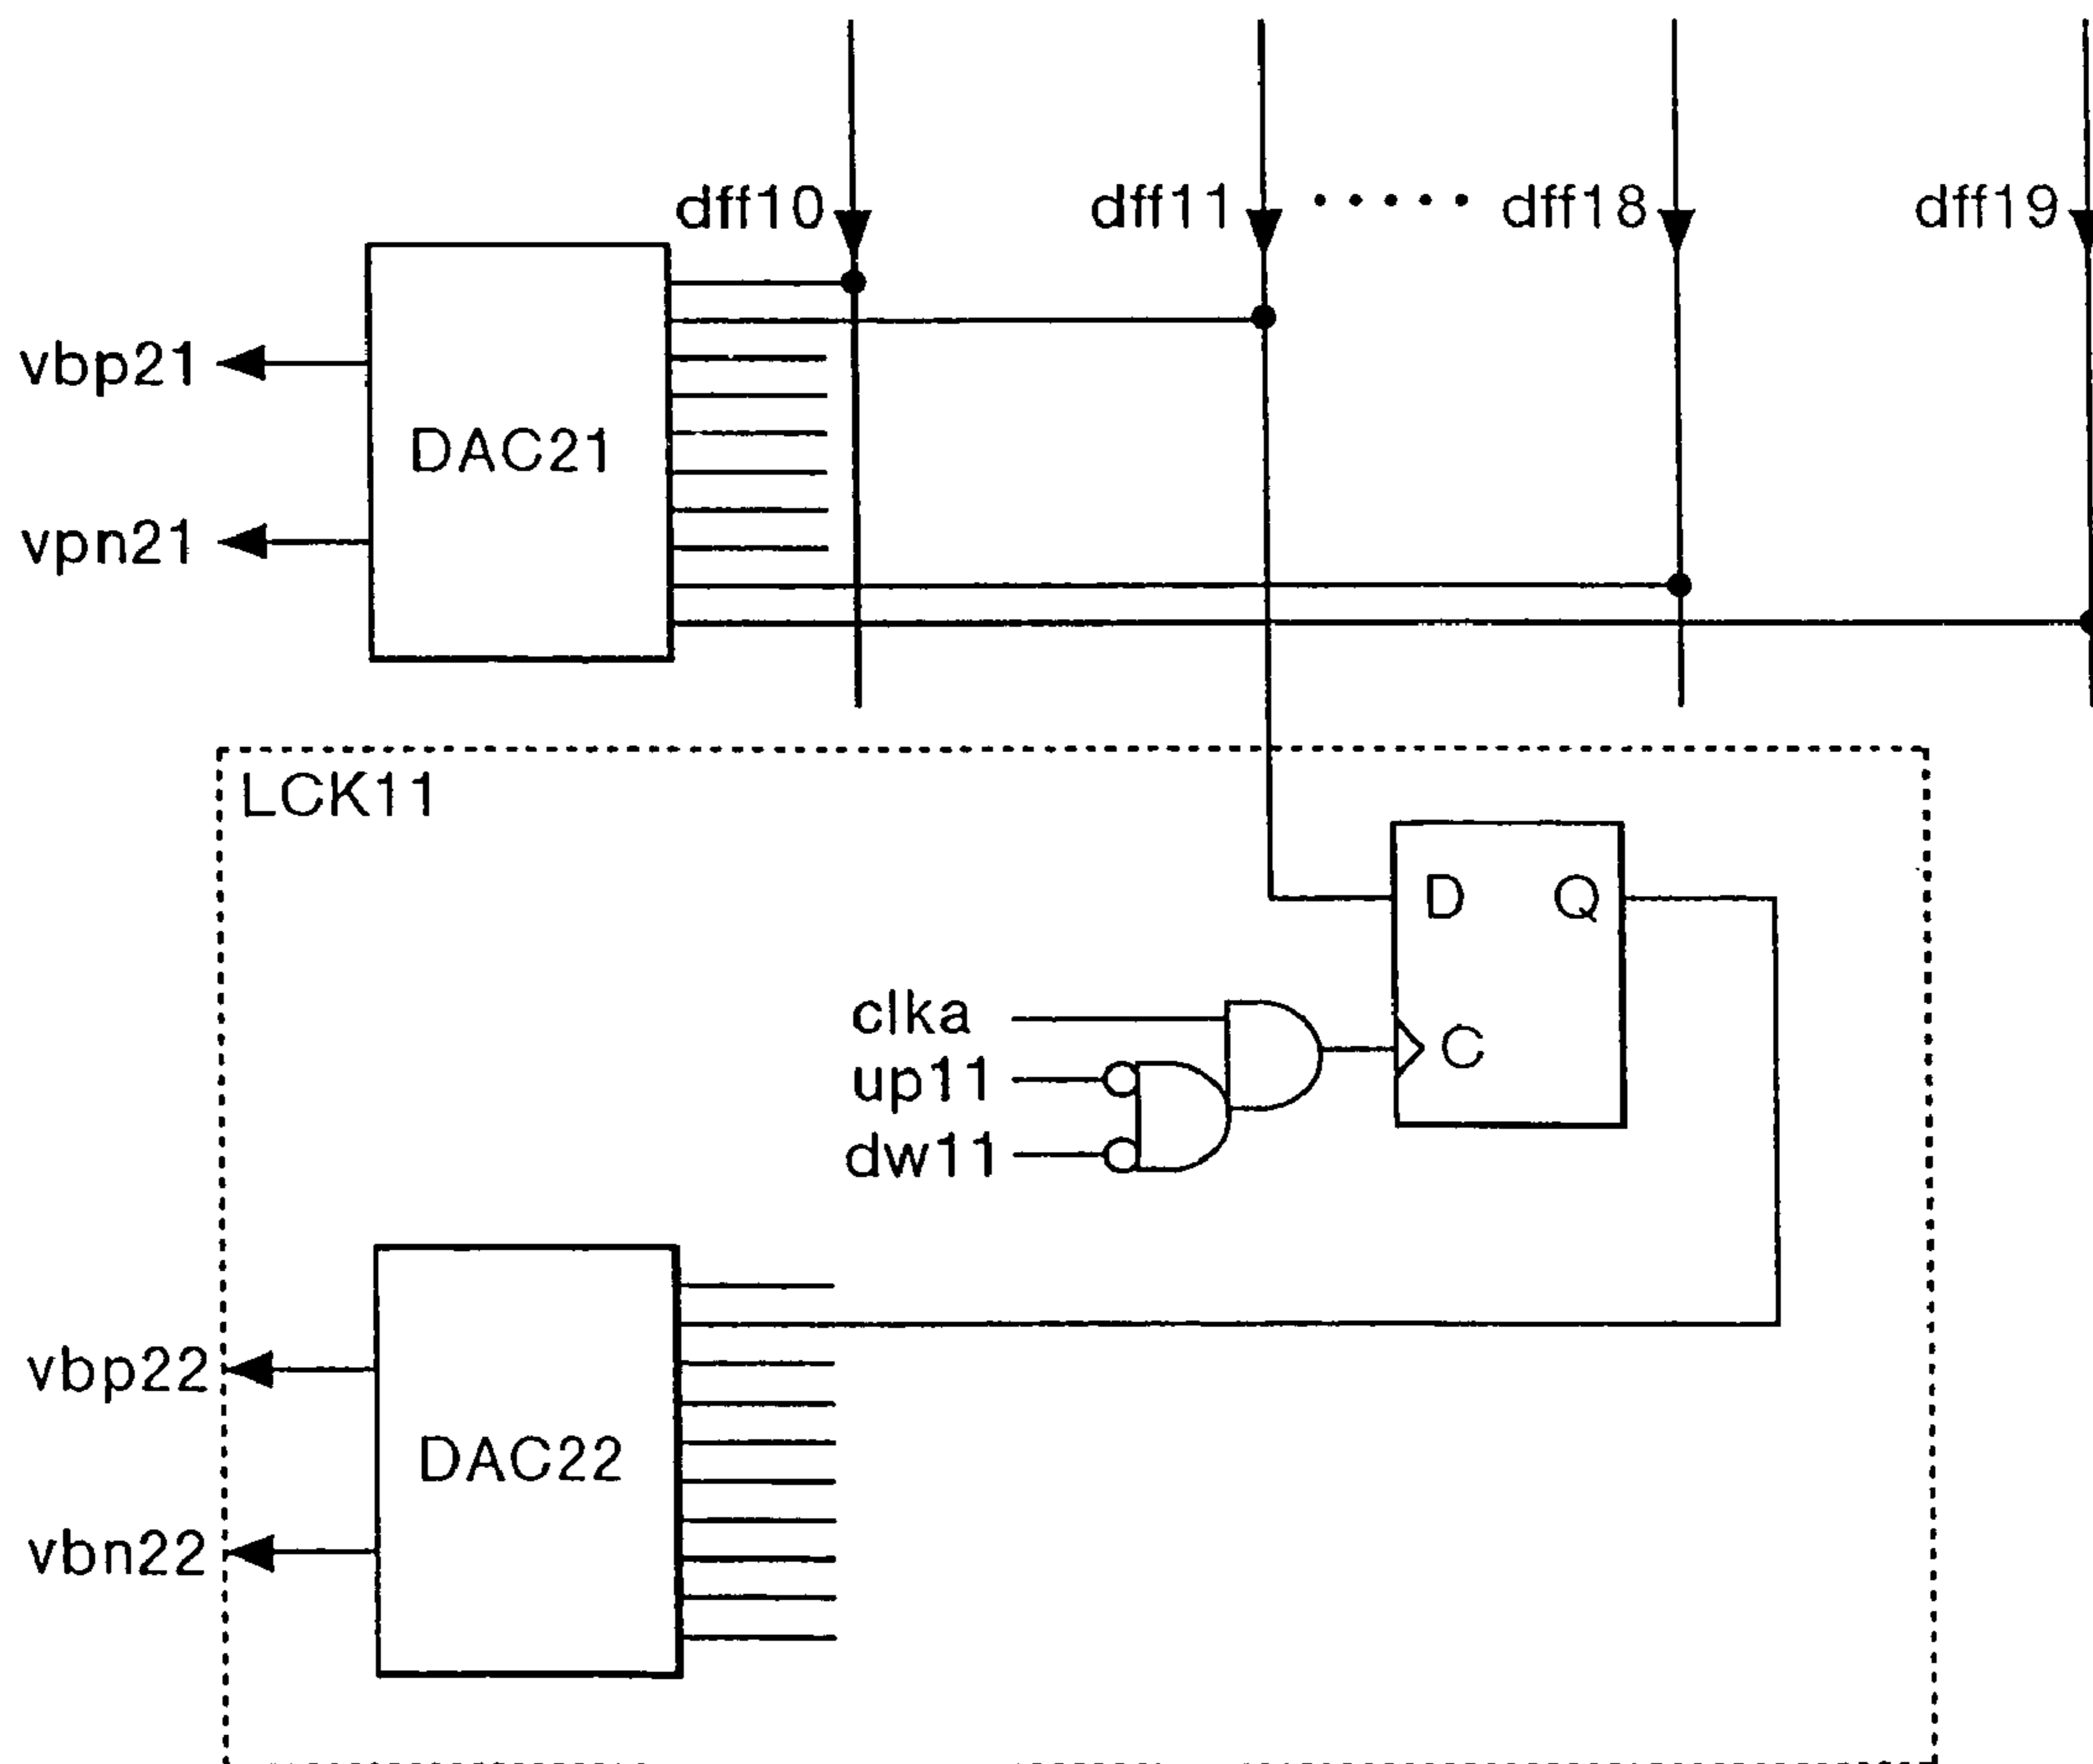 dff10
dff11 ..... dff18
dff19
vbp21
DAC21
vpn21
LCK11
D Q
clka
up11
C
dw11
vbp22
DAC22
vbn22